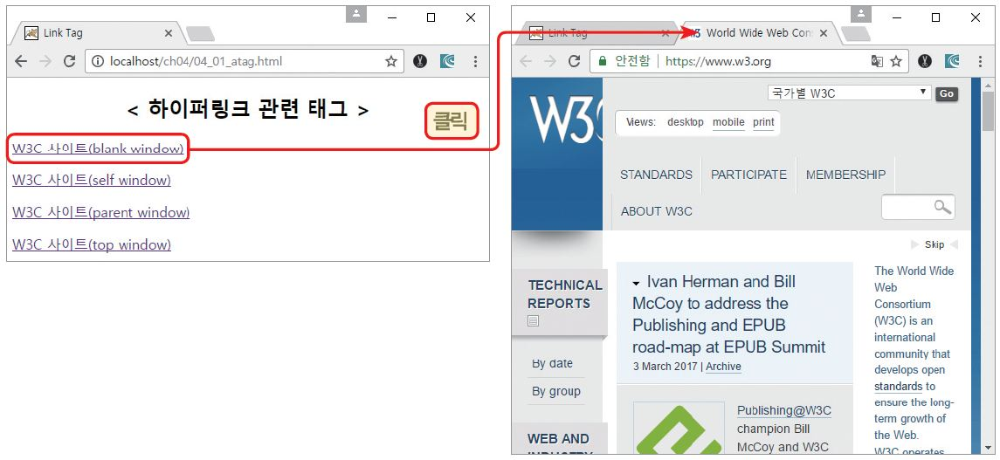 Link Tag
localhost/ch04/04_01_atag.html
< 하이퍼링크 관련 태그 >
클릭
W3C 사이트(blank window)
W3C 사이트(self window)
W3C 사이트(parent window)
W3C 사이트(top window)
Link Tag
W3 World Wide Web Con
안전함 https://www.w3.org
W3C
국가별 W3C
Go
Views: desktop mobile print
STANDARDS PARTICIPATE MEMBERSHIP
ABOUT W3C
Skip
TECHNICAL
REPORTS
By date
By group
WEB AND
INDUSTRY
Ivan Herman and Bill
McCoy to address the
Publishing and EPUB
road-map at EPUB Summit
3 March 2017 | Archive
Publishing@W3C
champion Bill
McCoy and W3C
The World Wide
Web
Consortium
(W3C) is an
international
community that
develops open
standards to
ensure the long-
term growth of
the Web.
W3C operates